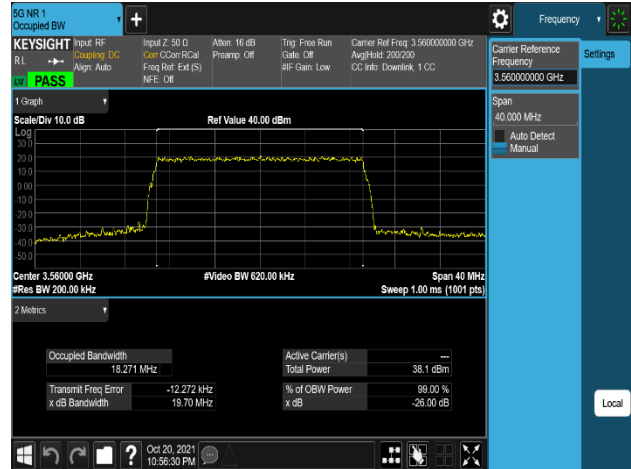 5G NR 1
Occupied BW
Frequency
KEYSIGHT
Input: RF
Input Z: 50 Ω
Atten: 16 dB
Trig: Free Run
Carrier Ref Freq: 3.560000000 GHz
RL
Coupling: DC
Corr CCorr RCal
Preamp: Off
Gate: Off
Avg|Hold: 200/200
Align: Auto
Freq Ref: Ext (S)
#IF Gain: Low
CC Info: Downlink, 1 CC
NFE: Off
LNI PASS
Carrier Reference
Frequency
3.560000000 GHz
Settings
Span
40.000 MHz
Auto Detect
Manual
1 Graph
Scale/Div 10.0 dB
Ref Value 40.00 dBm
Log
30.0
20.0
10.0
0.00
-10.0
-20.0
-30.0
-40.0
-50.0
Center 3.56000 GHz
#Video BW 620.00 kHz
Span 40 MHz
#Res BW 200.00 kHz
Sweep 1.00 ms (1001 pts)
2 Metrics
Occupied Bandwidth
18.271 MHz
Active Carrier(s)
---
Total Power
38.1 dBm
Transmit Freq Error
-12.272 kHz
% of OBW Power
99.00 %
x dB Bandwidth
19.70 MHz
x dB
-26.00 dB
Local
?
Oct 20, 2021
10:56:30 PM